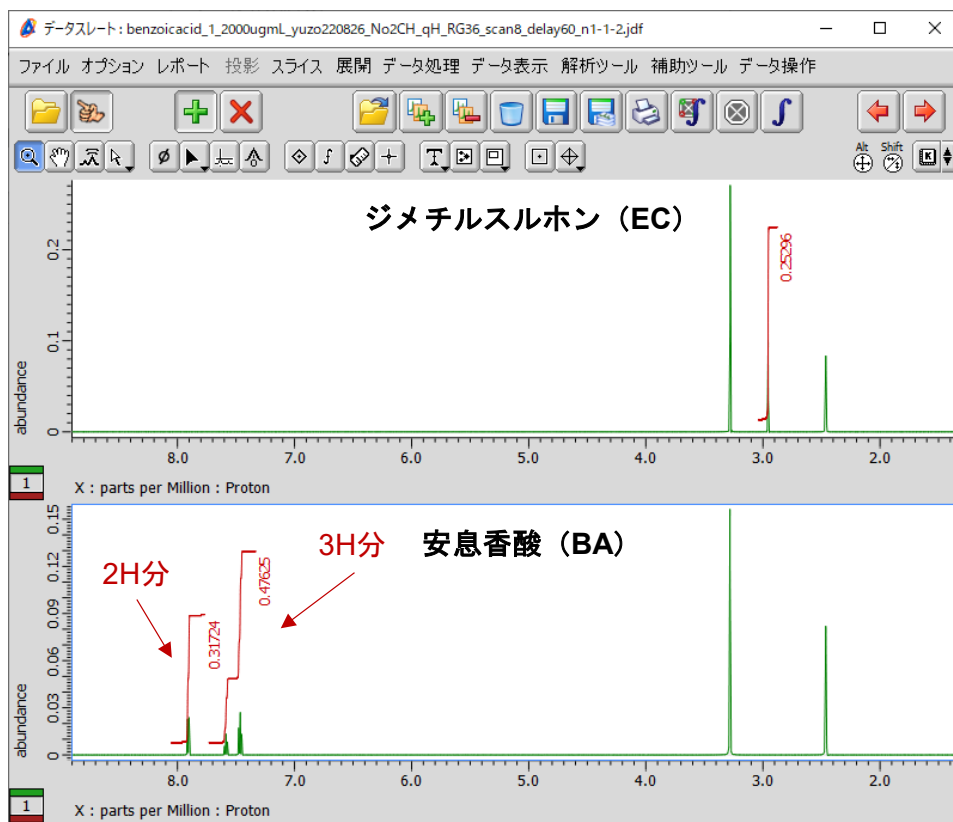 データスレート : benzoicacid_1_2000ugmL_yuzo220826_No2CH_qH_RG36_scan8_delay60_n1-1-2.jdf
ファイル オプション レポート 投影 スライス 展開 データ処理 データ表示 解析ツール 補助ツール データ操作
Alt Shift
T
K
ジメチルスルホン（EC）
0.25296
abundance
0 0.1 0.2
8.0 7.0 6.0 5.0 4.0 3.0 2.0
1
X : parts per Million : Proton
安息香酸（BA）
3H分
2H分
0.47625
0.31724
abundance
0 0.03 0.06 0.09 0.12 0.15
8.0 7.0 6.0 5.0 4.0 3.0 2.0
1
X : parts per Million : Proton